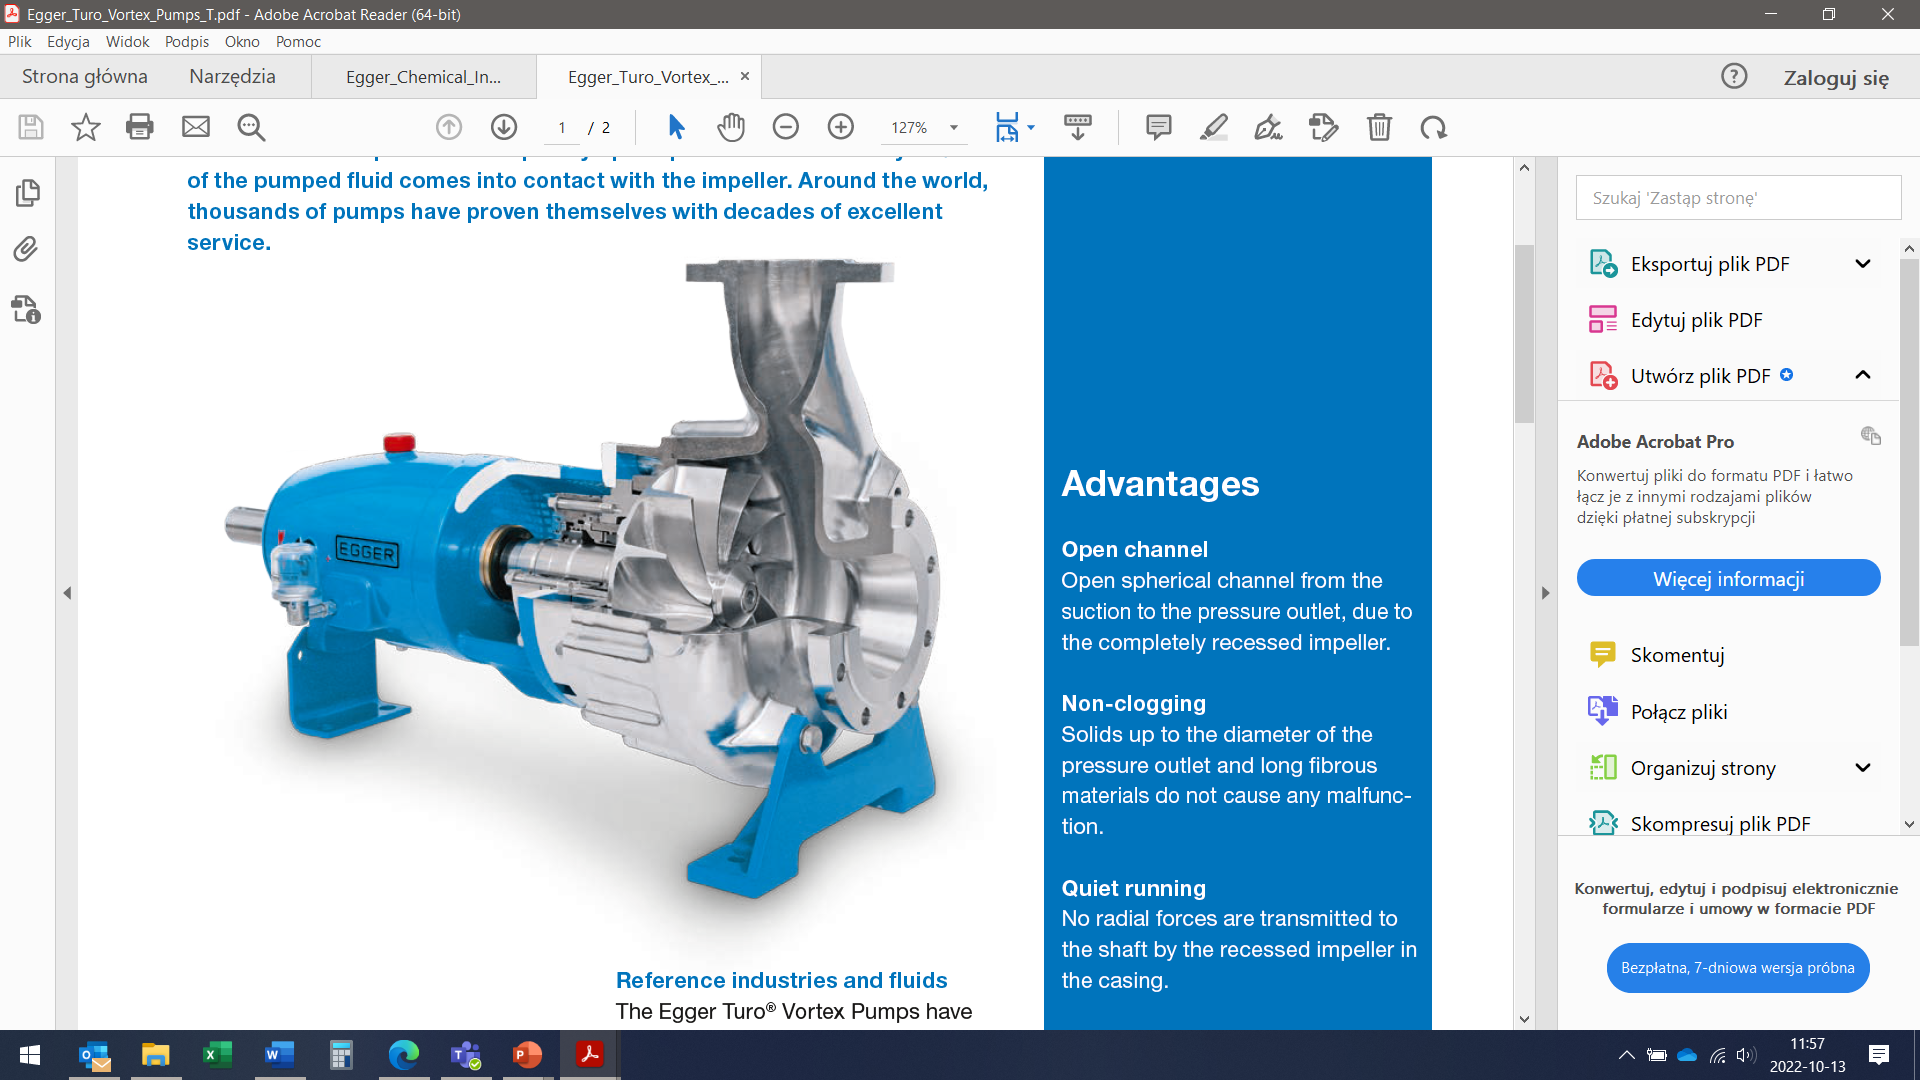 Egger_Turo_Vortex_Pumps_T.pdf - Adobe Acrobat Reader (64-bit)
Plik Edycja Widok Podpis Okno Pomoc
Strona główna Narzędzia Egger_Chemical_In... Egger_Turo_Vortex_... Zaloguj się
1 / 2 127%
of the pumped fluid comes into contact with the impeller. Around the world,
thousands of pumps have proven themselves with decades of excellent
service.
EGGER
Reference industries and fluids
The Egger Turo® Vortex Pumps have
Advantages
Open channel
Open spherical channel from the
suction to the pressure outlet, due to
the completely recessed impeller.
Non-clogging
Solids up to the diameter of the
pressure outlet and long fibrous
materials do not cause any malfunc-
tion.
Quiet running
No radial forces are transmitted to
the shaft by the recessed impeller in
the casing.
Szukaj 'Zastąp stronę'
Eksportuj plik PDF
Edytuj plik PDF
Utwórz plik PDF
Adobe Acrobat Pro
Konwertuj pliki do formatu PDF i łatwo
łącz je z innymi rodzajami plików
dzięki płatnej subskrypcji
Więcej informacji
Skomentuj
Połącz pliki
Organizuj strony
Skompresuj plik PDF
Konwertuj, edytuj i podpisuj elektronicznie
formularze i umowy w formacie PDF
Bezpłatna, 7-dniowa wersja próbna
11:57
2022-10-13